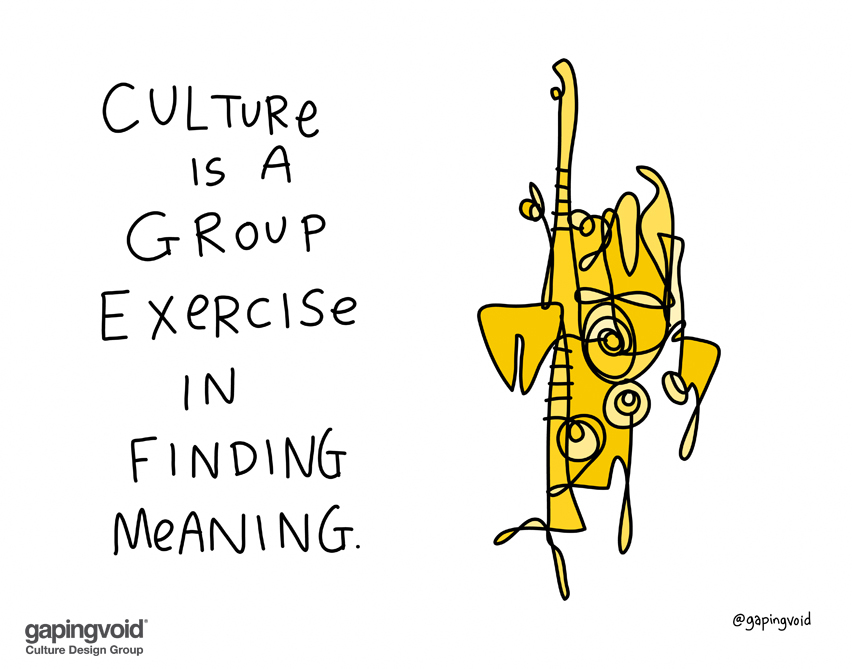 CULTURe
IS A
GROUP
EXeRCISe
IN
FINDING
MeANING.
@gapingvoid
gapingvoid®
Culture Design Group